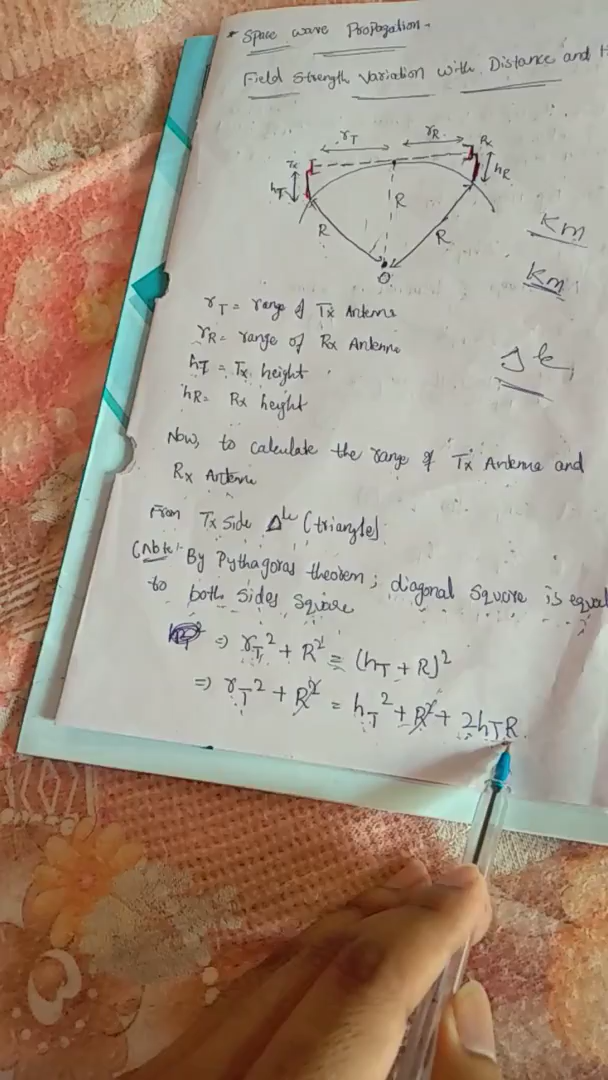 * Space wave Propagation.
Field strength variation with Distance and H
rT rR
Tx Rx
hT hR
R
R R
O
Km
Km
rT = range of Tx Antenna
rR = range of Rx Antenna
hT = Tx height
hR = Rx height
Now, to calculate the range of Tx Antenna and
Rx Antenna
From Tx side Δle (triangle)
(Note:- By Pythagoras theorem; diagonal square is equal
to both sides square
⇒ rT² + R² = (hT + R)²
⇒ rT² + R² = hT² + R² + 2hTR